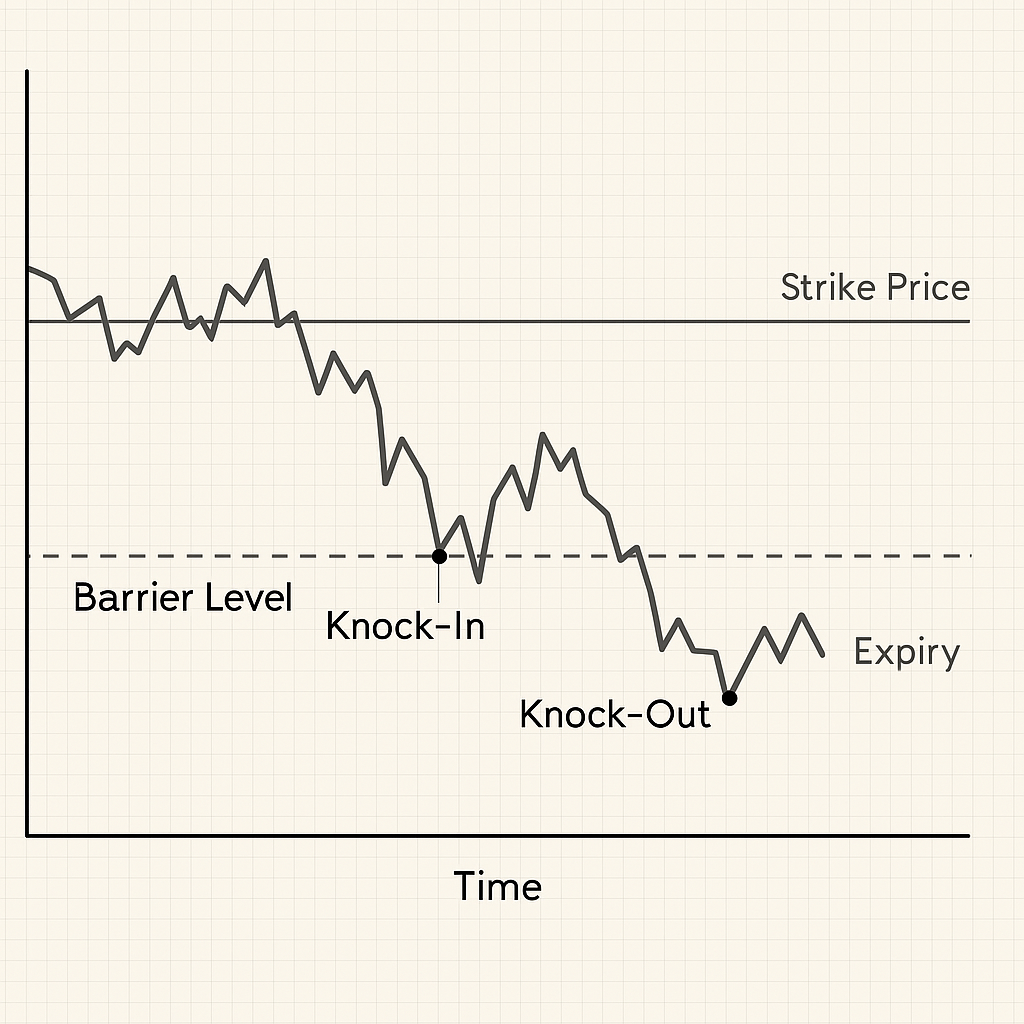 Strike Price
Barrier Level
Knock-In
Expiry
Knock-Out
Time